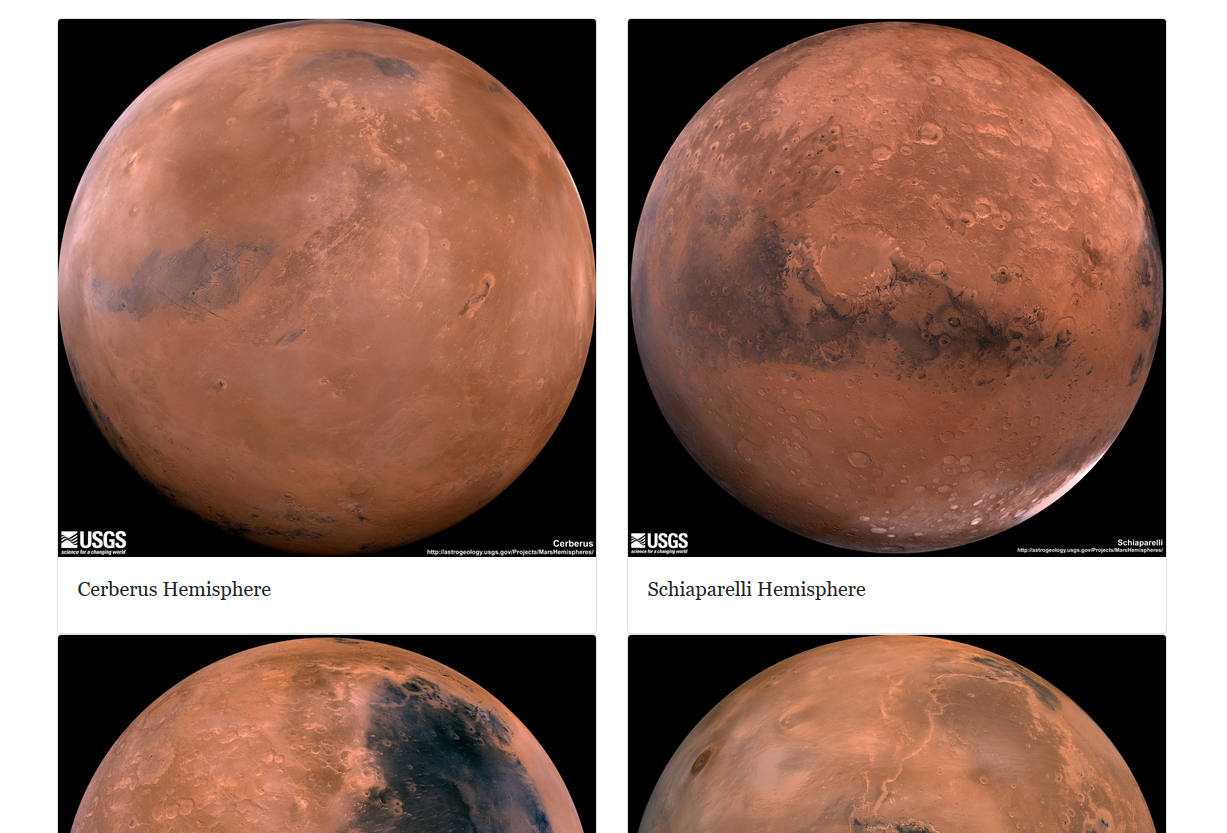 USGS
science for a changing world
Cerberus
http://astrogeology.usgs.gov/Projects/MarsHemispheres/
USGS
science for a changing world
Schiaparelli
http://astrogeology.usgs.gov/Projects/MarsHemispheres/
Cerberus Hemisphere
Schiaparelli Hemisphere